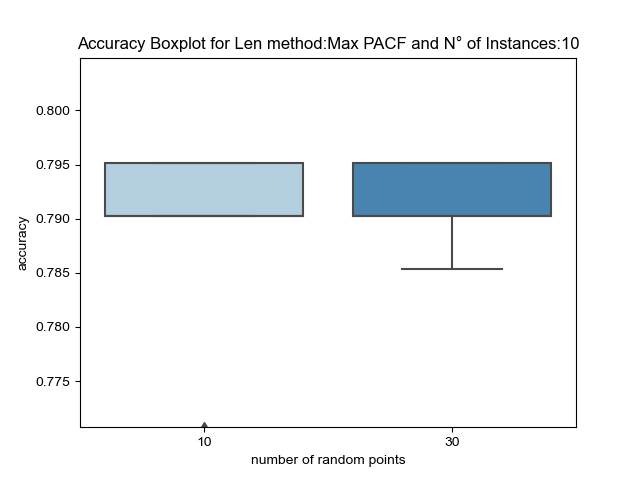 Accuracy Boxplot for Len method:Max PACF and N° of Instances:10
0.800
0.795
0.790
0.785
0.780
0.775
accuracy
10 30
number of random points